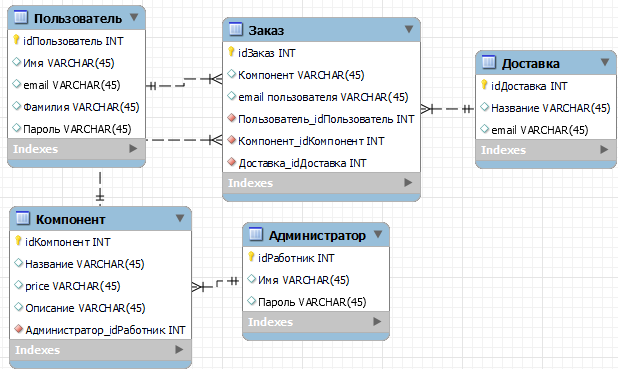 Пользователь
idПользователь INT
Имя VARCHAR(45)
email VARCHAR(45)
Фамилия VARCHAR(45)
Пароль VARCHAR(45)
Indexes
Заказ
idЗаказ INT
Компонент VARCHAR(45)
email пользователя VARCHAR(45)
Пользователь_idПользователь INT
Компонент_idКомпонент INT
Доставка_idДоставка INT
Indexes
Доставка
idДоставка INT
Название VARCHAR(45)
email VARCHAR(45)
Indexes
Компонент
idКомпонент INT
Название VARCHAR(45)
price VARCHAR(45)
Описание VARCHAR(45)
Администратор_idРаботник INT
Indexes
Администратор
idРаботник INT
Имя VARCHAR(45)
Пароль VARCHAR(45)
Indexes